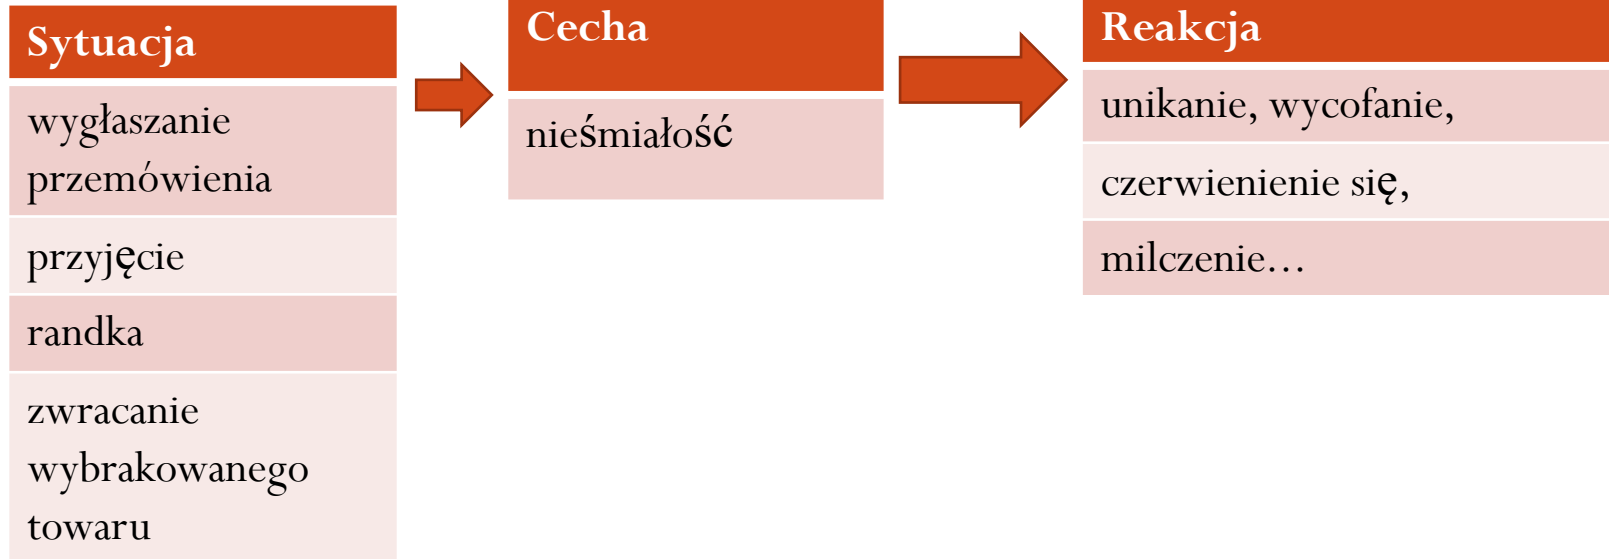 Sytuacja
wygłaszanie
przemówienia
przyjęcie
randka
zwracanie
wybrakowanego
towaru
Cecha
nieśmiałość
Reakcja
unikanie, wycofanie,
czerwienienie się,
milczenie…